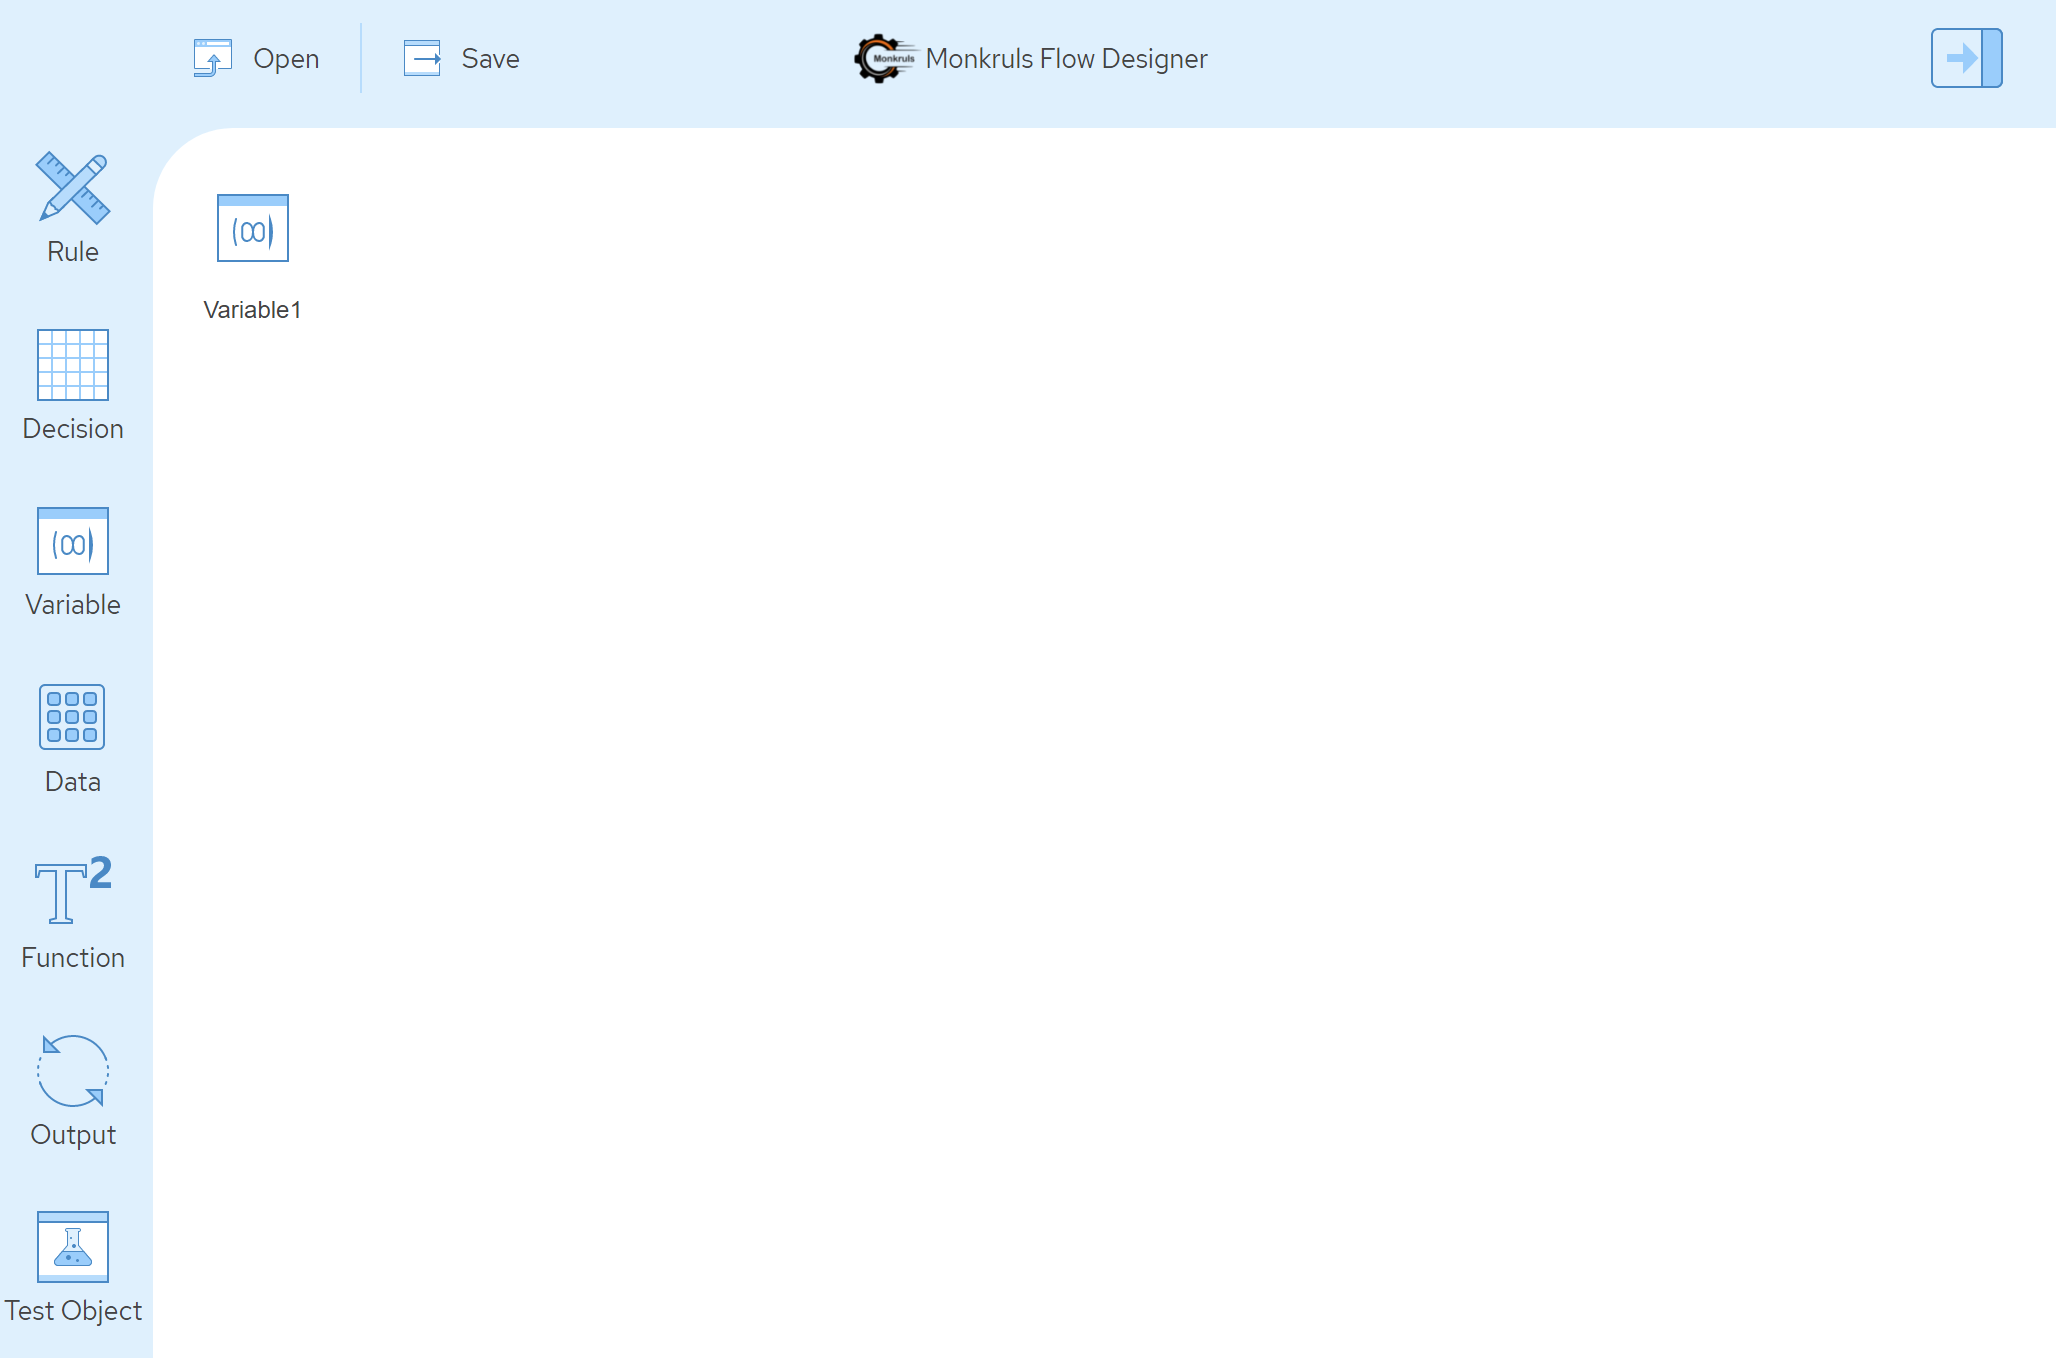 Open
Save
Monkruls
Monkruls Flow Designer
Rule
Variable1
Decision
Variable
Data
T2
Function
Output
Test Object